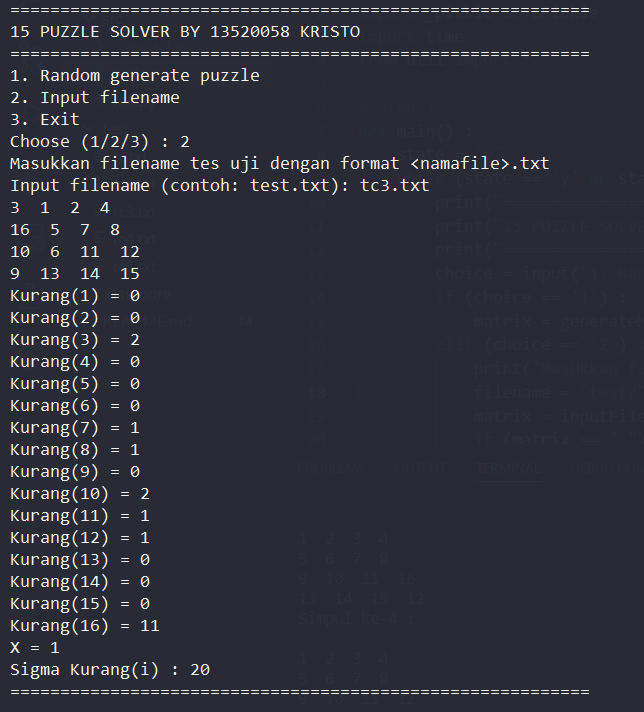 ==========================================================
15 PUZZLE SOLVER BY 13520058 KRISTO
==========================================================
1. Random generate puzzle
2. Input filename
3. Exit
Choose (1/2/3) : 2
Masukkan filename tes uji dengan format <namafile>.txt
Input filename (contoh: test.txt): tc3.txt
3  1  2  4
16  5  7  8
10  6  11  12
9  13  14  15
Kurang(1) = 0
Kurang(2) = 0
Kurang(3) = 2
Kurang(4) = 0
Kurang(5) = 0
Kurang(6) = 0
Kurang(7) = 1
Kurang(8) = 1
Kurang(9) = 0
Kurang(10) = 2
Kurang(11) = 1
Kurang(12) = 1
Kurang(13) = 0
Kurang(14) = 0
Kurang(15) = 0
Kurang(16) = 11
X = 1
Sigma Kurang(i) : 20
==========================================================